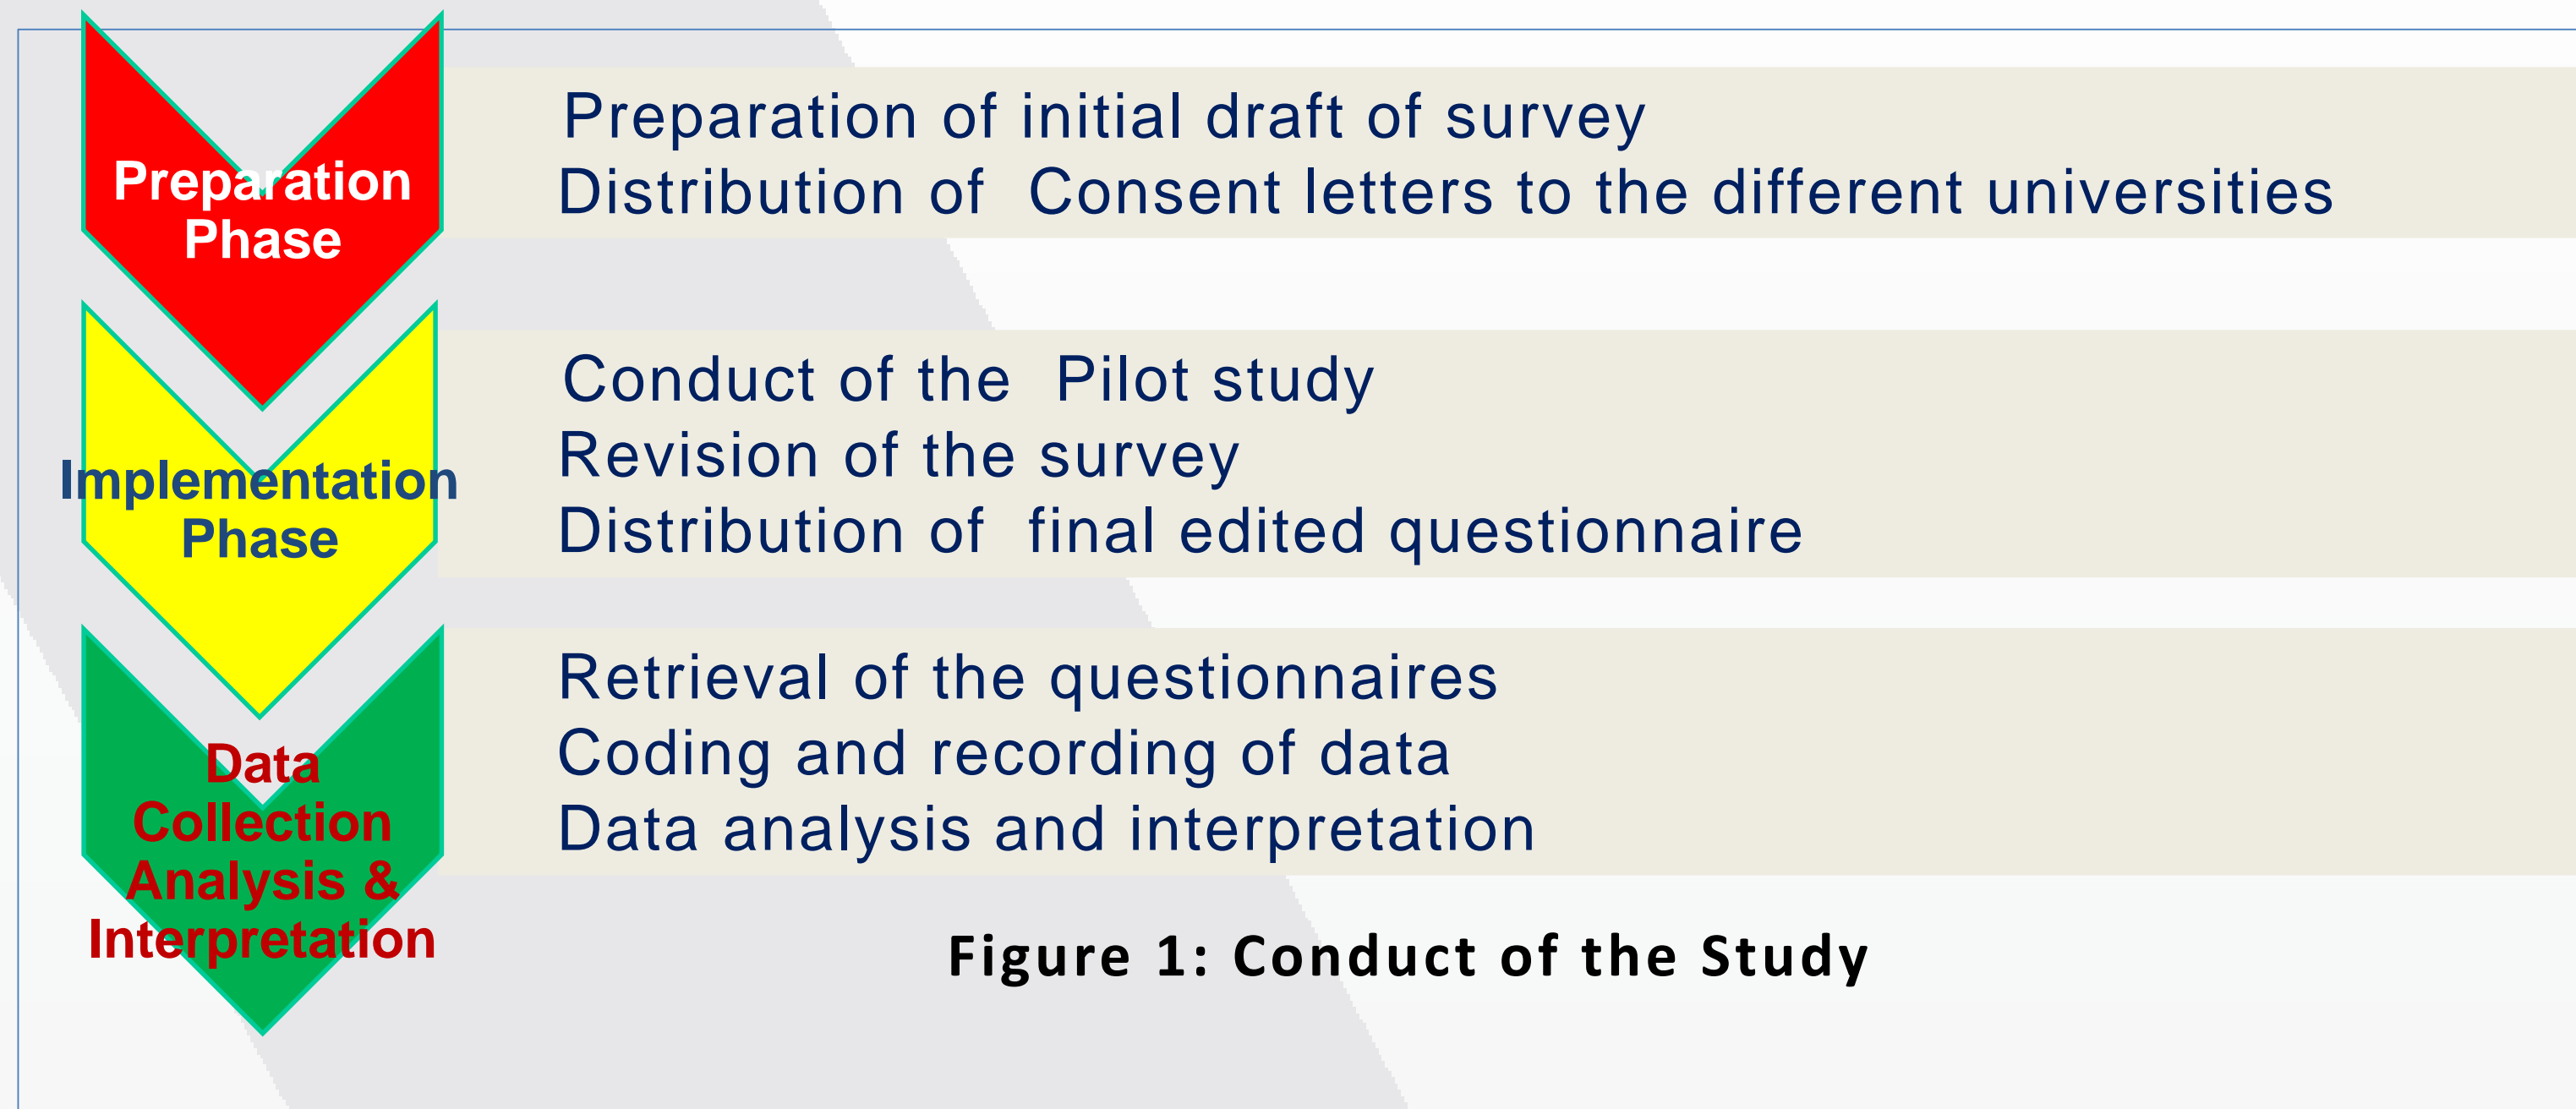 Preparation
Phase
Preparation of initial draft of survey
Distribution of Consent letters to the different universities
Implementation
Phase
Conduct of the Pilot study
Revision of the survey
Distribution of final edited questionnaire
Data
Collection
Analysis &
Interpretation
Retrieval of the questionnaires
Coding and recording of data
Data analysis and interpretation
Figure 1: Conduct of the Study